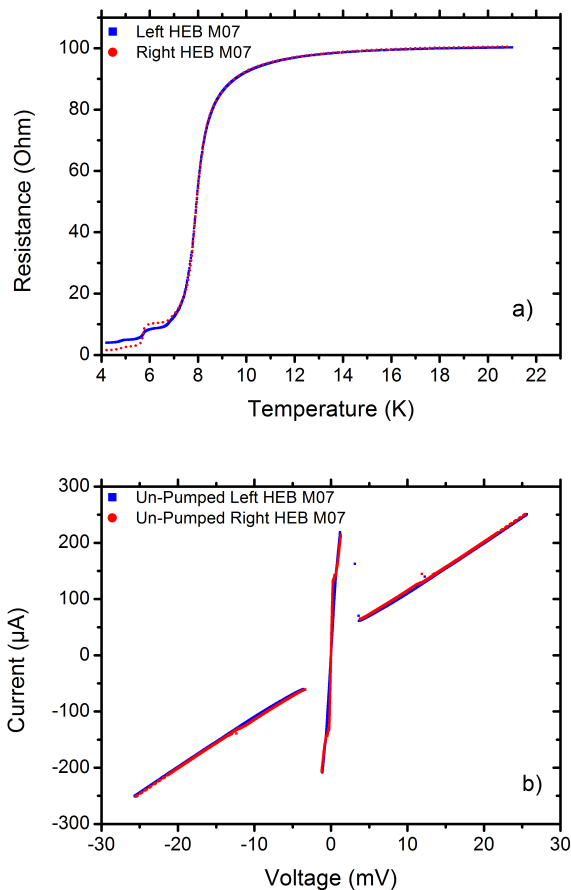 100
80
60
40
20
0
Resistance (Ohm)
Left HEB M07
Right HEB M07
a)
4 6 8 10 12 14 16 18 20 22
Temperature (K)
300
200
100
0
-100
-200
-300
Current (µA)
Un-Pumped Left HEB M07
Un-Pumped Right HEB M07
b)
-30 -20 -10 0 10 20 30
Voltage (mV)